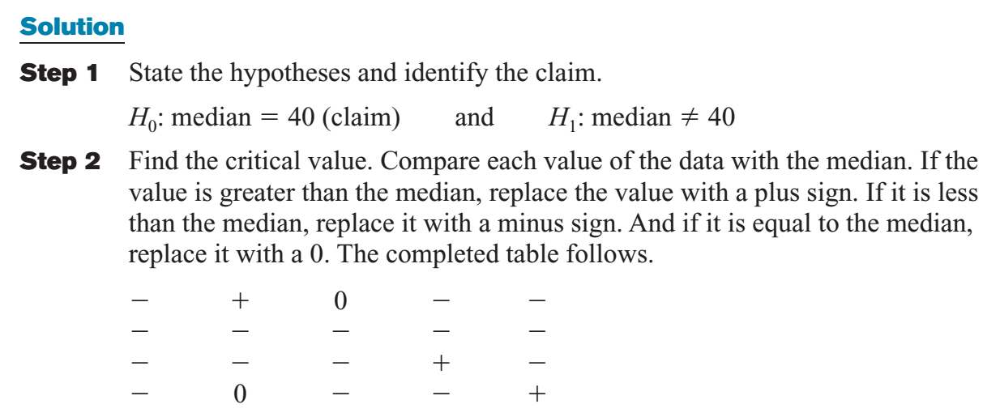 Solution
Step 1 State the hypotheses and identify the claim.
H₀: median = 40 (claim) and H₁: median ≠ 40
Step 2 Find the critical value. Compare each value of the data with the median. If the
value is greater than the median, replace the value with a plus sign. If it is less
than the median, replace it with a minus sign. And if it is equal to the median,
replace it with a 0. The completed table follows.
− + 0 − −
− − − − −
− − − + −
− 0 − − +